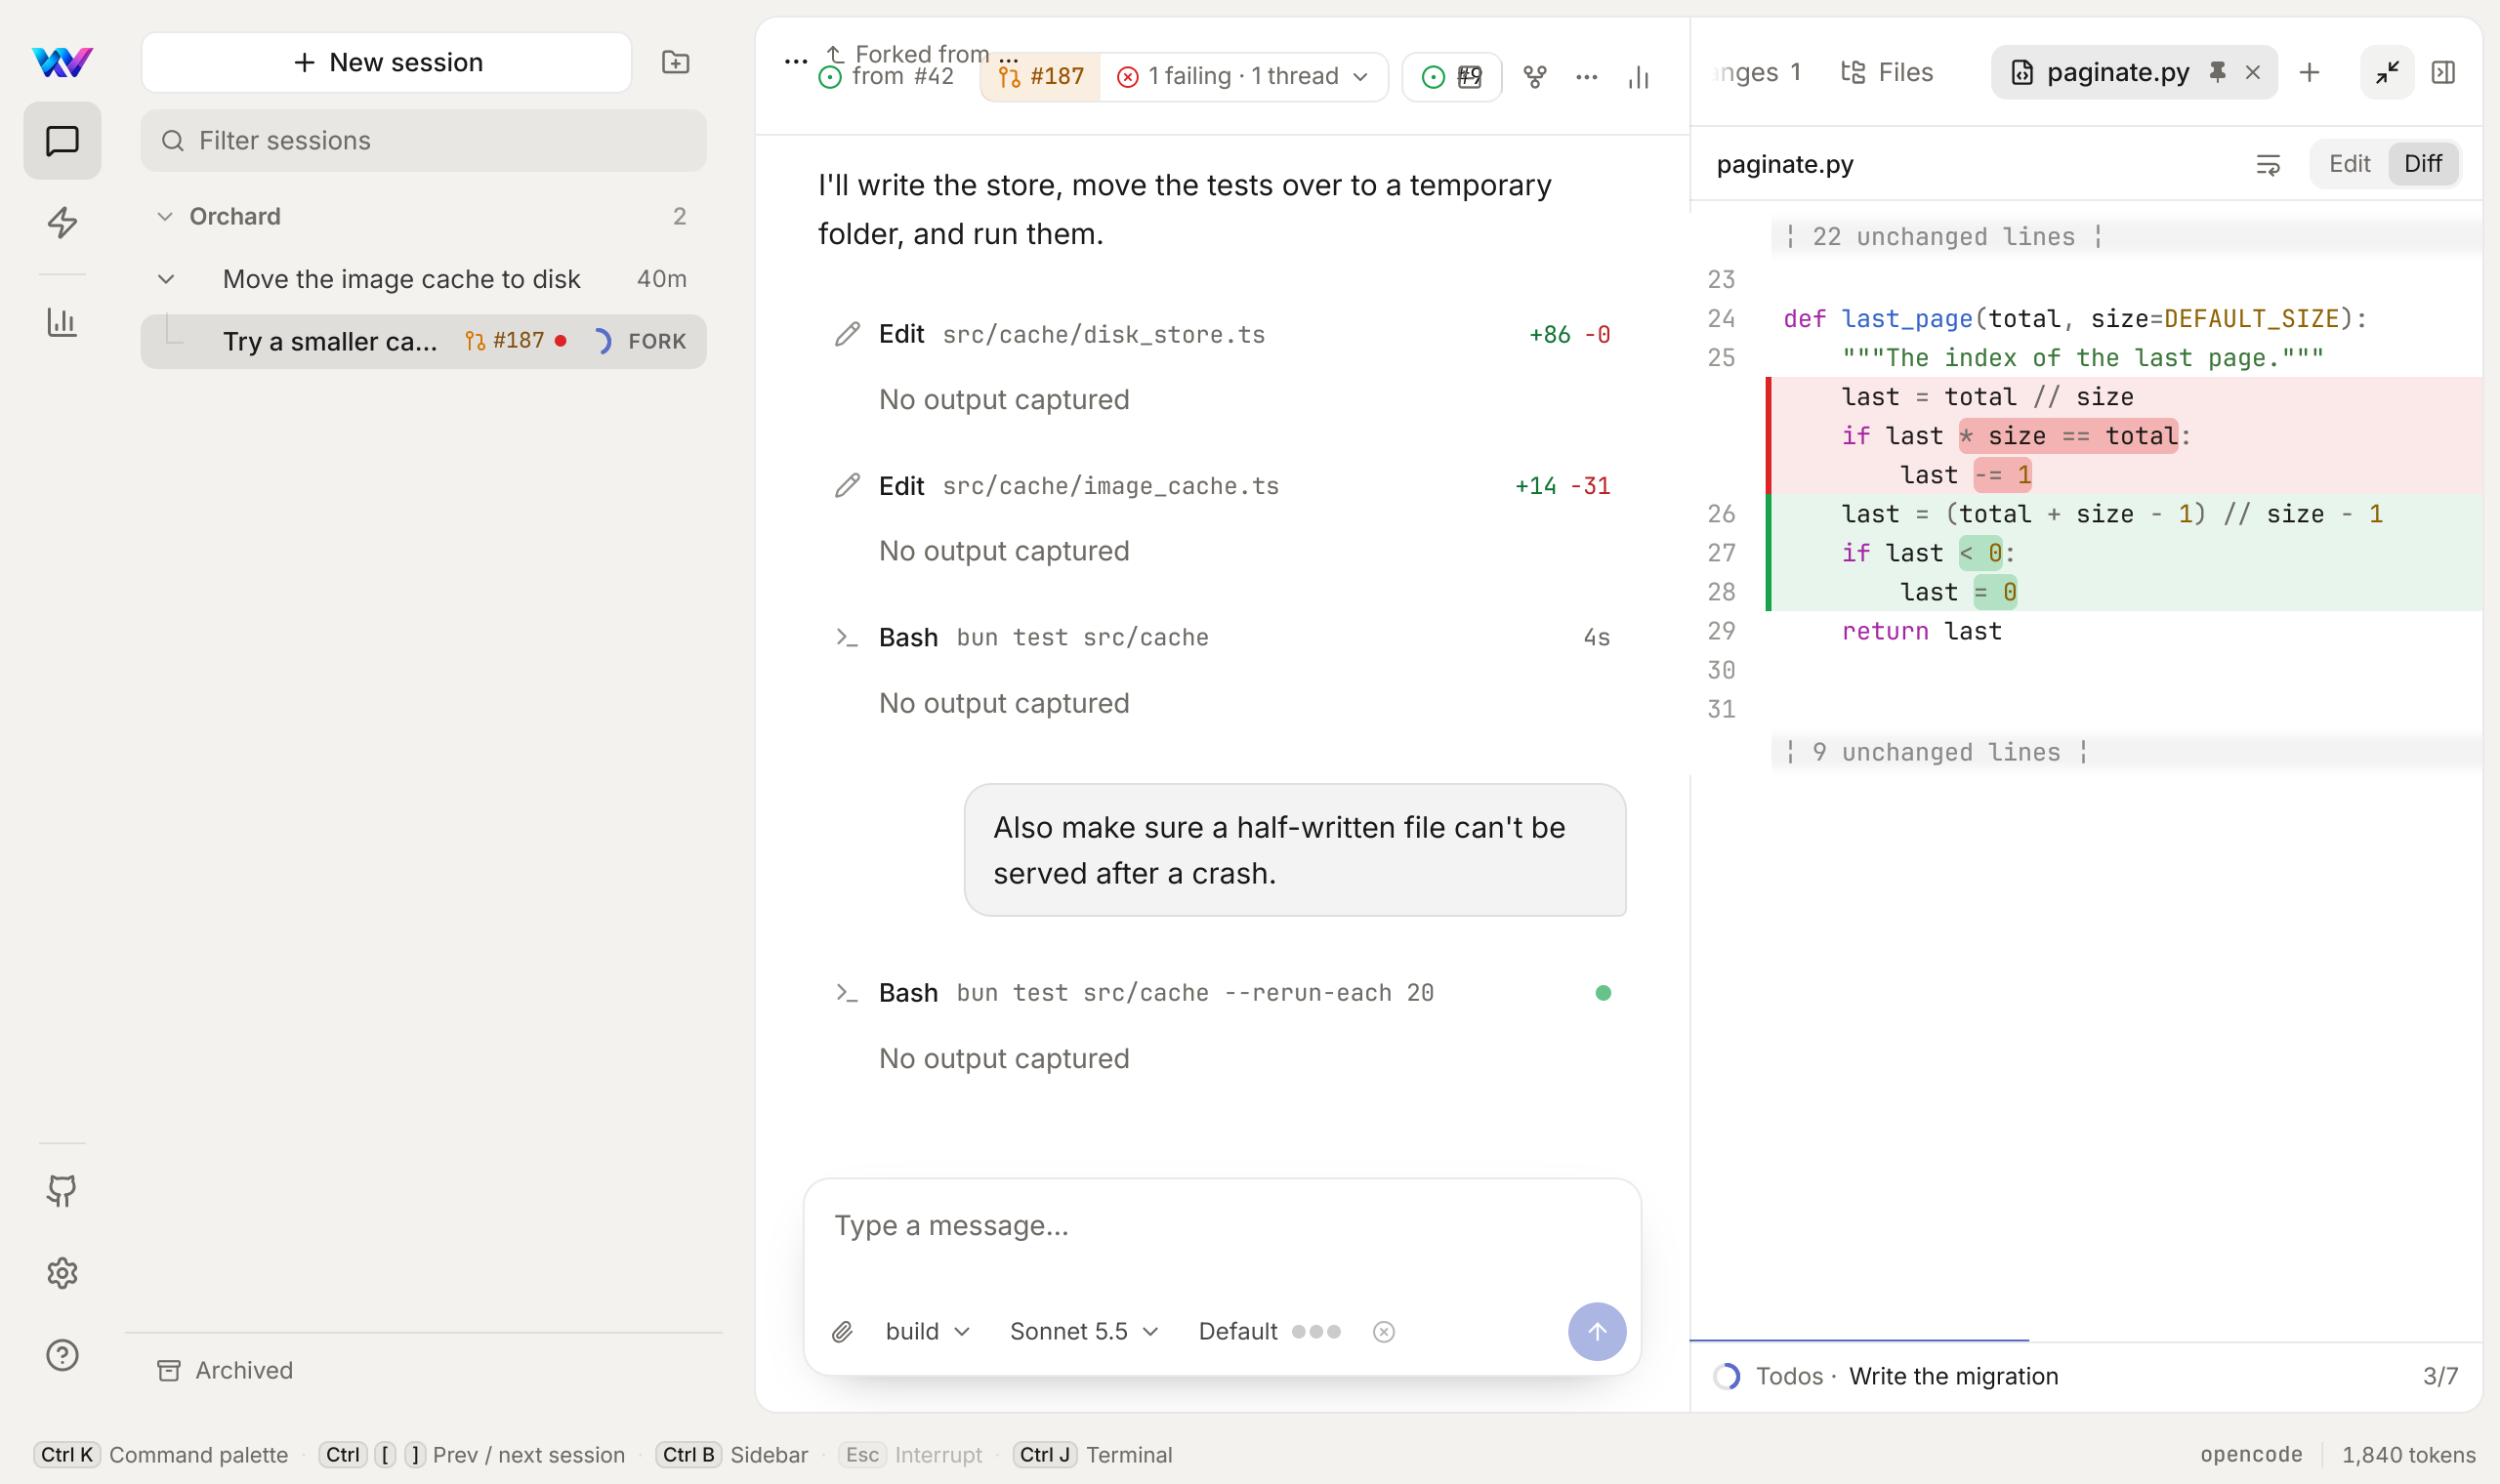 New session
Filter sessions
Orchard 2
Move the image cache to disk 40m
Try a smaller ca... #187 FORK
Archived
Forked from ...
from #42
#187 1 failing · 1 thread
#9
I'll write the store, move the tests over to a temporary
folder, and run them.
Edit src/cache/disk_store.ts +86 -0
No output captured
Edit src/cache/image_cache.ts +14 -31
No output captured
Bash bun test src/cache 4s
No output captured
Also make sure a half-written file can't be
served after a crash.
Bash bun test src/cache --rerun-each 20
No output captured
Type a message...
build Sonnet 5.5 Default
anges 1 Files paginate.py
paginate.py Edit Diff
¦ 22 unchanged lines ¦
23
24 def last_page(total, size=DEFAULT_SIZE):
25 """The index of the last page."""
last = total // size
if last * size == total:
last -= 1
26 last = (total + size - 1) // size - 1
27 if last < 0:
28 last = 0
29 return last
30
31
¦ 9 unchanged lines ¦
Todos · Write the migration 3/7
Ctrl K Command palette · Ctrl [ ] Prev / next session · Ctrl B Sidebar · Esc Interrupt · Ctrl J Terminal
opencode 1,840 tokens